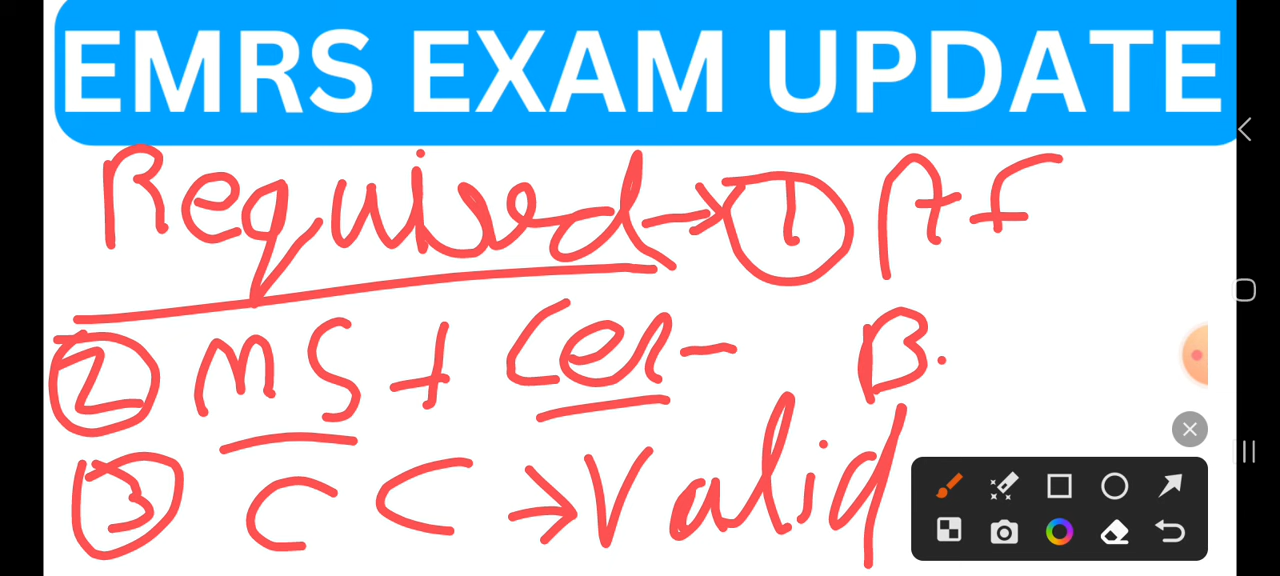 EMRS EXAM UPDATE
Required → ① AF
② MS + Cer- B.
③ CC → Valid